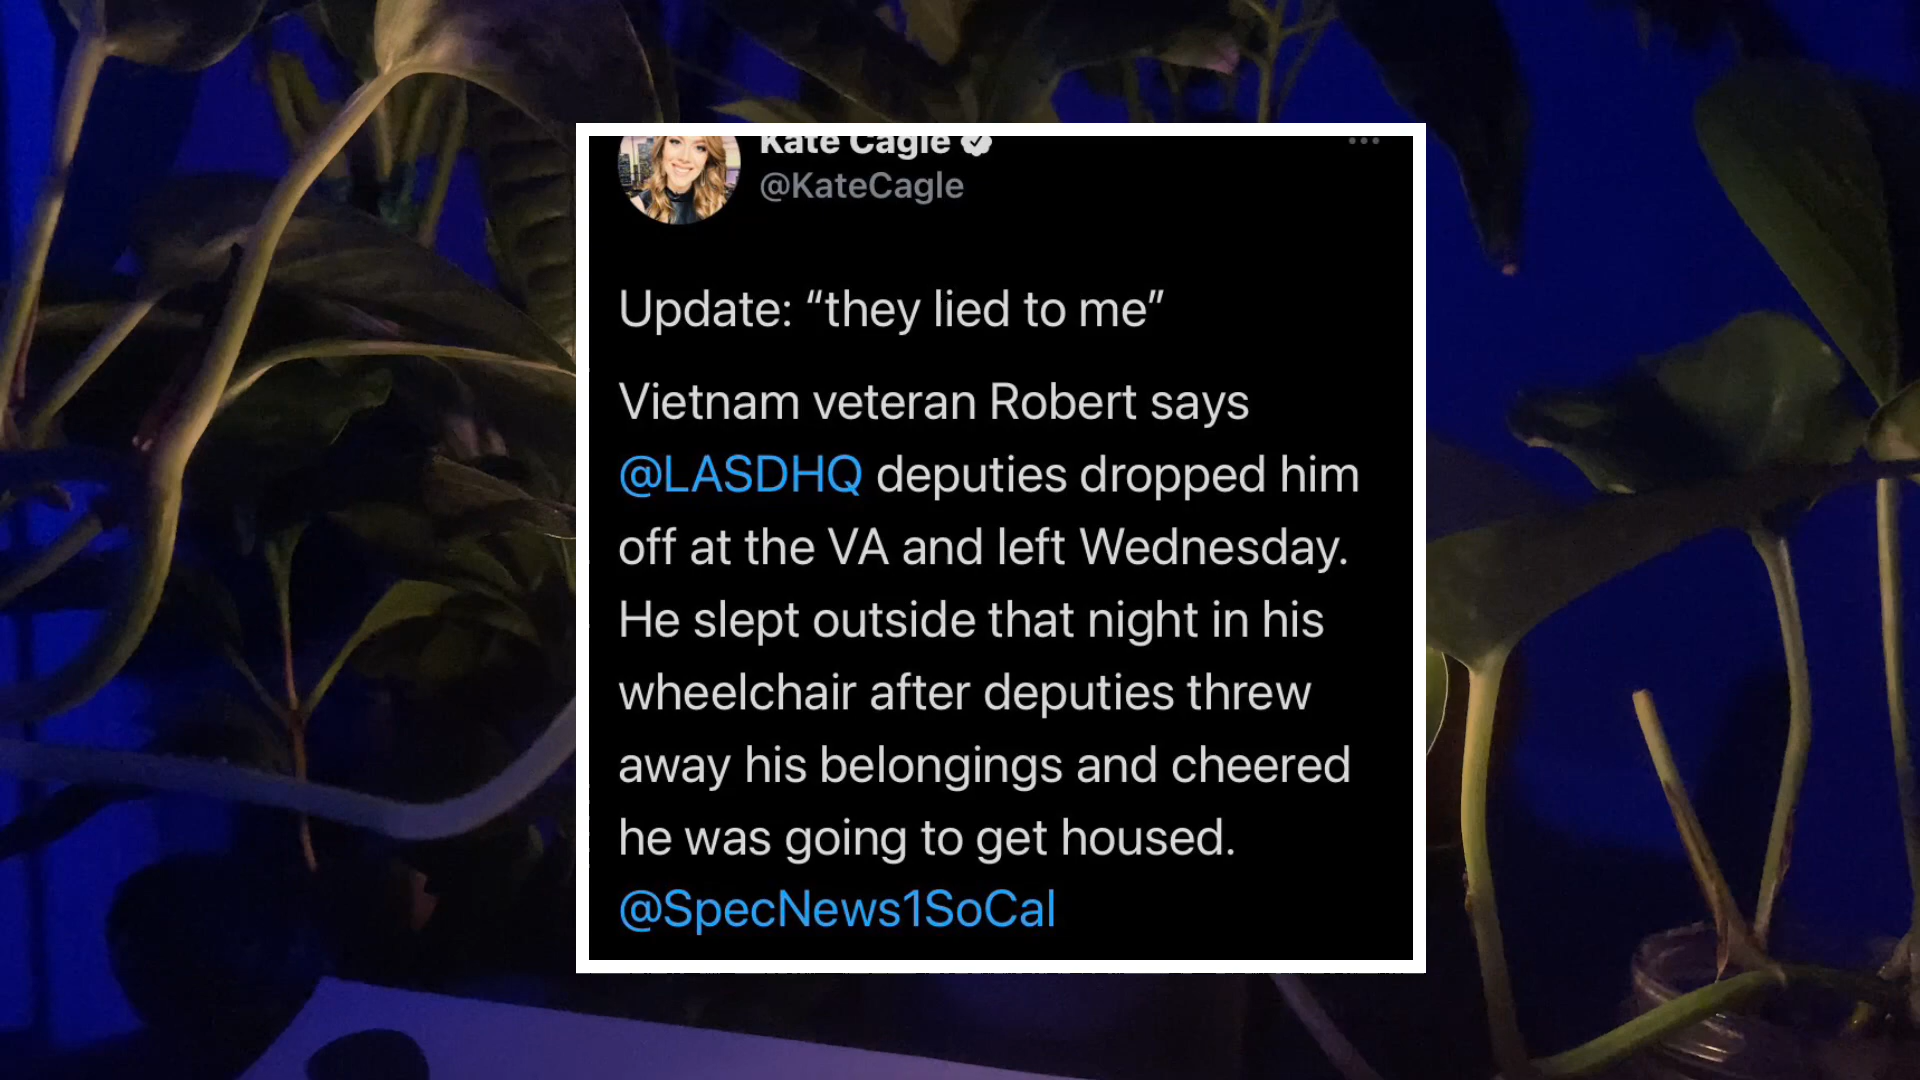 Kate Cagle
@KateCagle
Update: “they lied to me”
Vietnam veteran Robert says
@LASDHQ deputies dropped him
off at the VA and left Wednesday.
He slept outside that night in his
wheelchair after deputies threw
away his belongings and cheered
he was going to get housed.
@SpecNews1SoCal